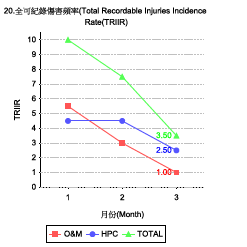 20.全可紀錄傷害頻率(Total Recordable Injuries Incidence
Rate(TRIIR)
TRIIR
10
9
8
7
6
5
4
3
2
1
0
3.50
2.50
1.00
1
2
3
月份(Month)
O&M
HPC
TOTAL